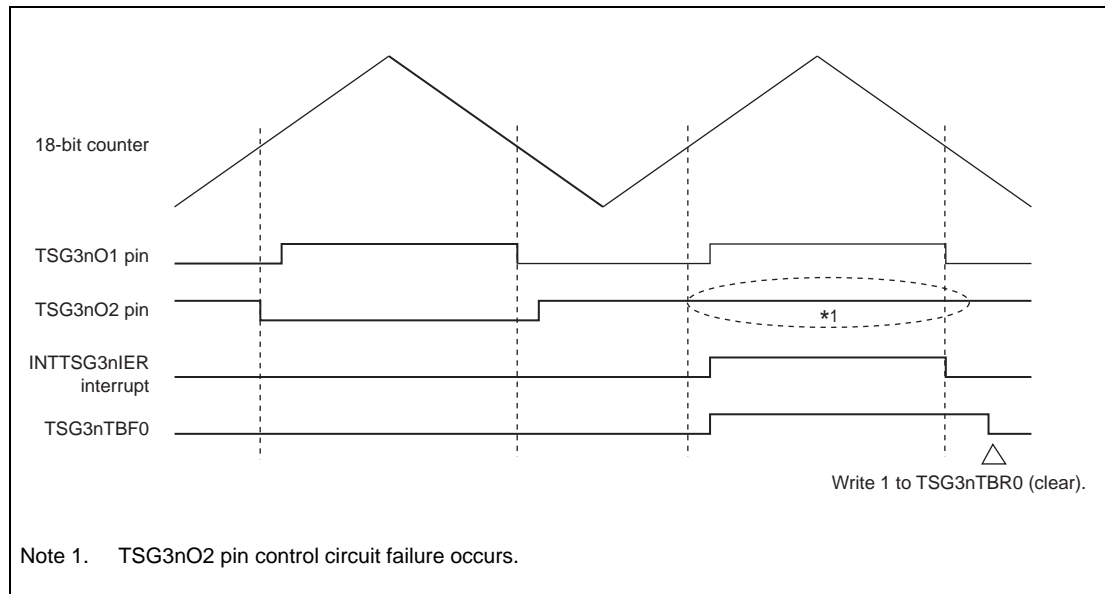 18-bit counter
TSG3nO1 pin
TSG3nO2 pin
*1
INTTSG3nIER
interrupt
TSG3nTBF0
Write 1 to TSG3nTBR0 (clear).
Note 1. TSG3nO2 pin control circuit failure occurs.